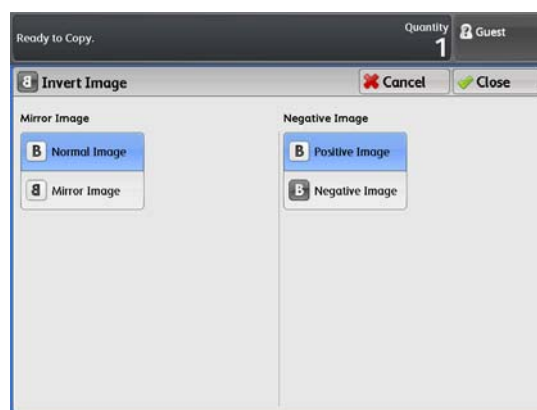 Ready to Copy.
Quantity
1
Guest
Invert Image
Cancel
Close
Mirror Image
Negative Image
B Normal Image
B Positive Image
B Mirror Image
B Negative Image